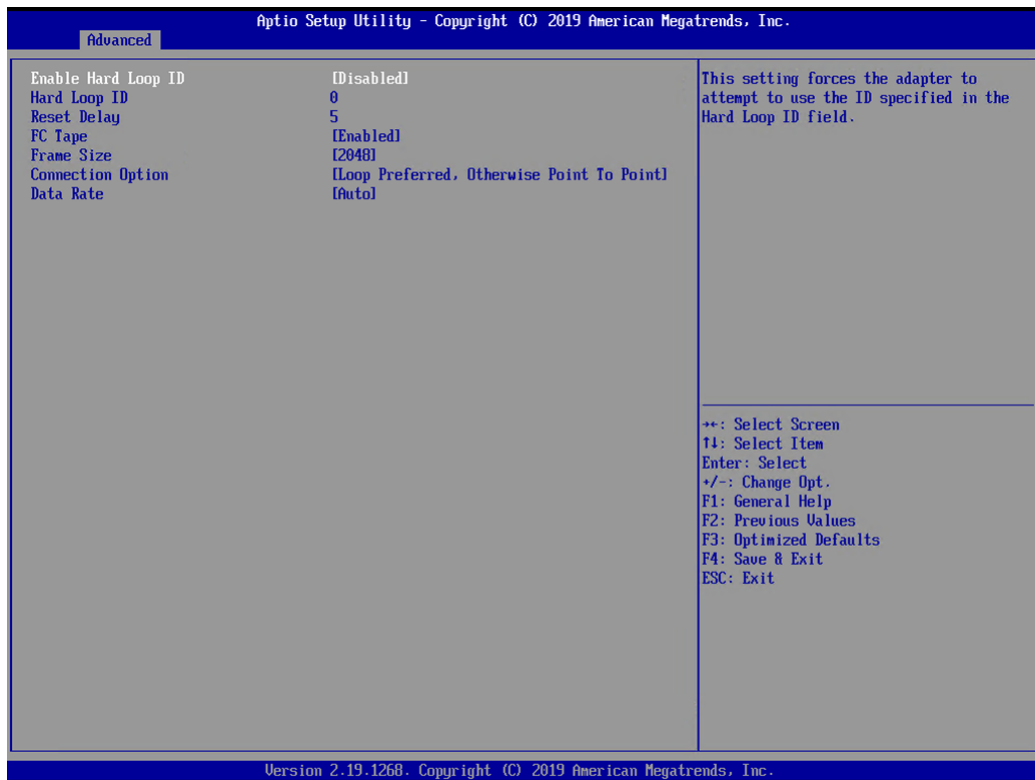 Aptio Setup Utility - Copyright (C) 2019 American Megatrends, Inc.
Advanced
Enable Hard Loop ID [Disabled]
Hard Loop ID 0
Reset Delay 5
FC Tape [Enabled]
Frame Size [2048]
Connection Option [Loop Preferred, Otherwise Point To Point]
Data Rate [Auto]
This setting forces the adapter to
attempt to use the ID specified in the
Hard Loop ID field.
→←: Select Screen
↑↓: Select Item
Enter: Select
+/-: Change Opt.
F1: General Help
F2: Previous Values
F3: Optimized Defaults
F4: Save & Exit
ESC: Exit
Version 2.19.1268. Copyright (C) 2019 American Megatrends, Inc.